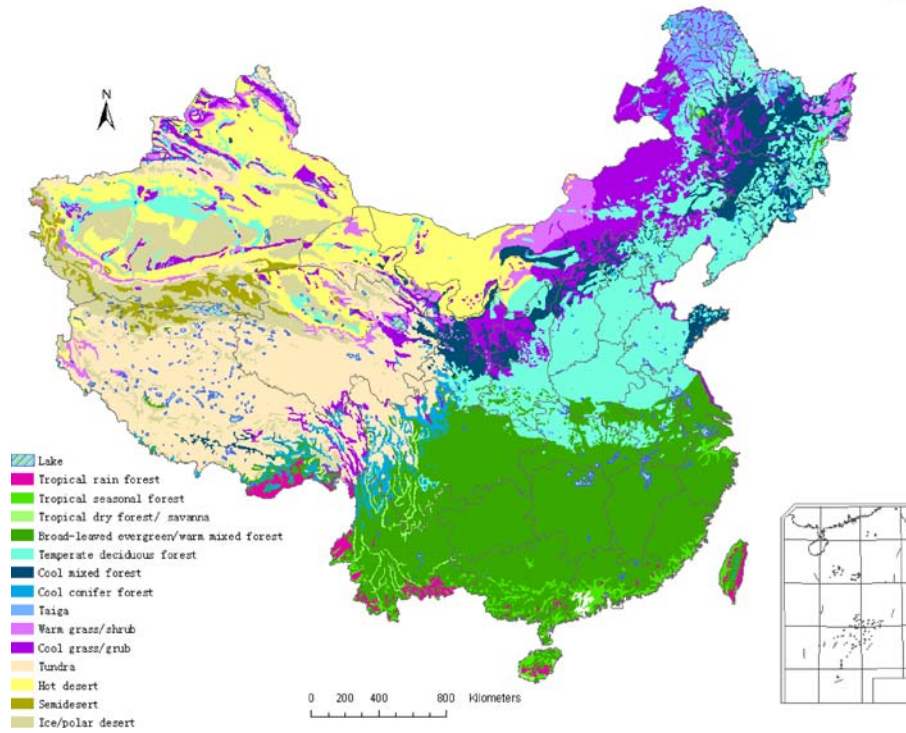 N
Lake
Tropical rain forest
Tropical seasonal forest
Tropical dry forest/ savanna
Broad-leaved evergreen/warm mixed forest
Temperate deciduous forest
Cool mixed forest
Cool conifer forest
Taiga
Warm grass/shrub
Cool grass/grub
Tundra
Hot desert
Semidesert
Ice/polar desert
0 200 400 800 Kilometers